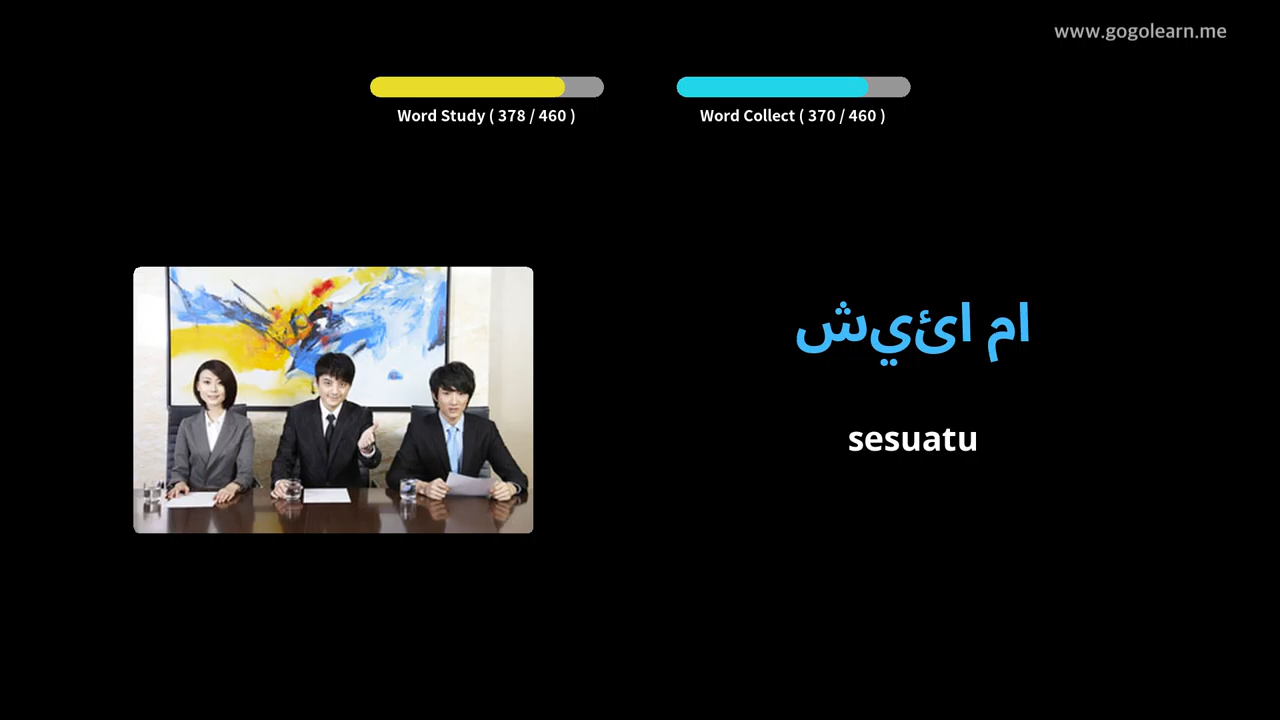 www.gogolearn.me
Word Study ( 378 / 460 )
Word Collect ( 370 / 460 )
ام ائيش
sesuatu